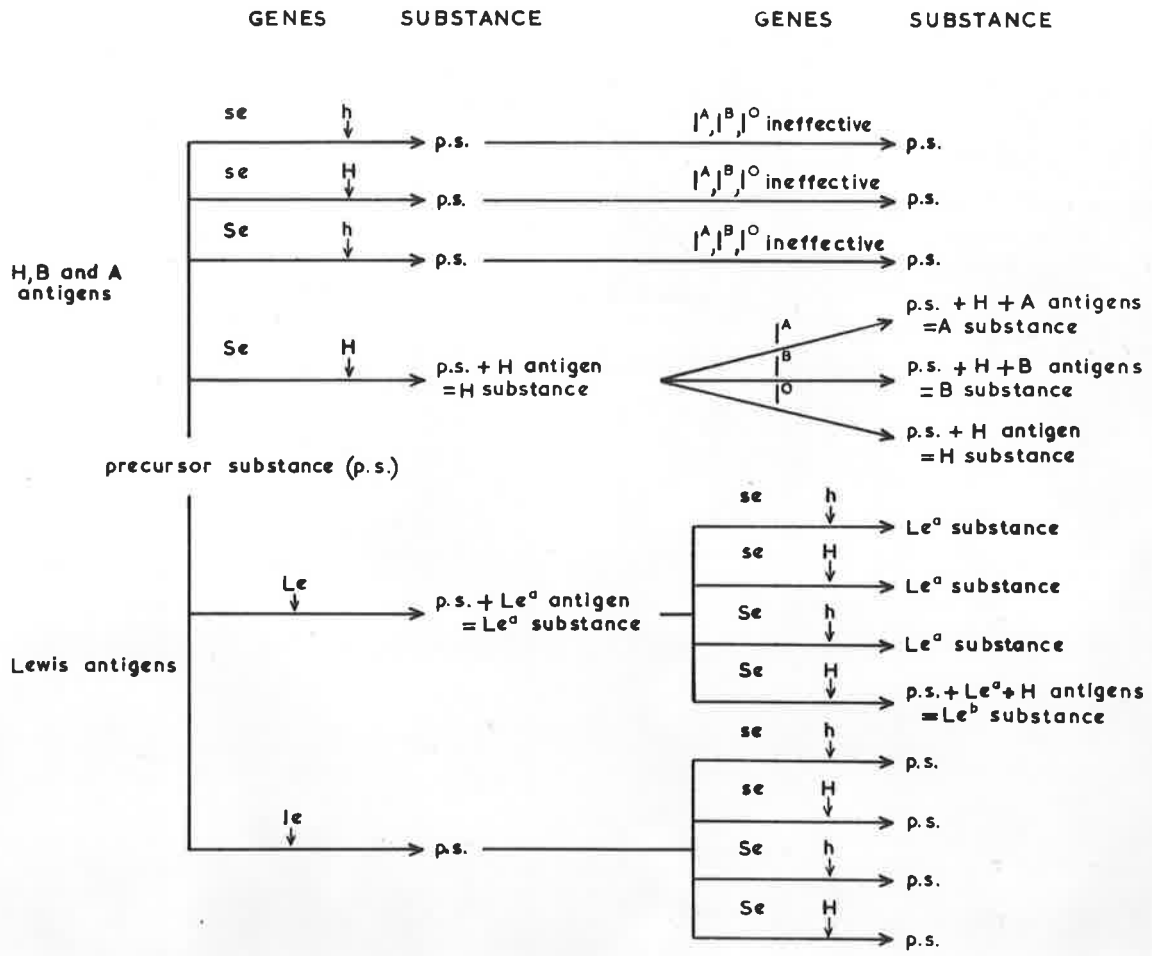 GENES SUBSTANCE GENES SUBSTANCE
se h I^A, I^B, I^O ineffective
p.s. p.s.
se H I^A, I^B, I^O ineffective
p.s. p.s.
Se h I^A, I^B, I^O ineffective
p.s. p.s.
H, B and A
antigens
Se H
p.s. + H antigen
= H substance
I^A
I^B
I^O
p.s. + H + A antigens
= A substance
p.s. + H + B antigens
= B substance
p.s. + H antigen
= H substance
precursor substance (p.s.)
Lewis antigens
Le
p.s. + Le^a antigen
= Le^a substance
se h
Le^a substance
se H
Le^a substance
Se h
Le^a substance
Se H
p.s. + Le^a + H antigens
= Le^b substance
le
p.s.
se h
p.s.
se H
p.s.
Se h
p.s.
Se H
p.s.